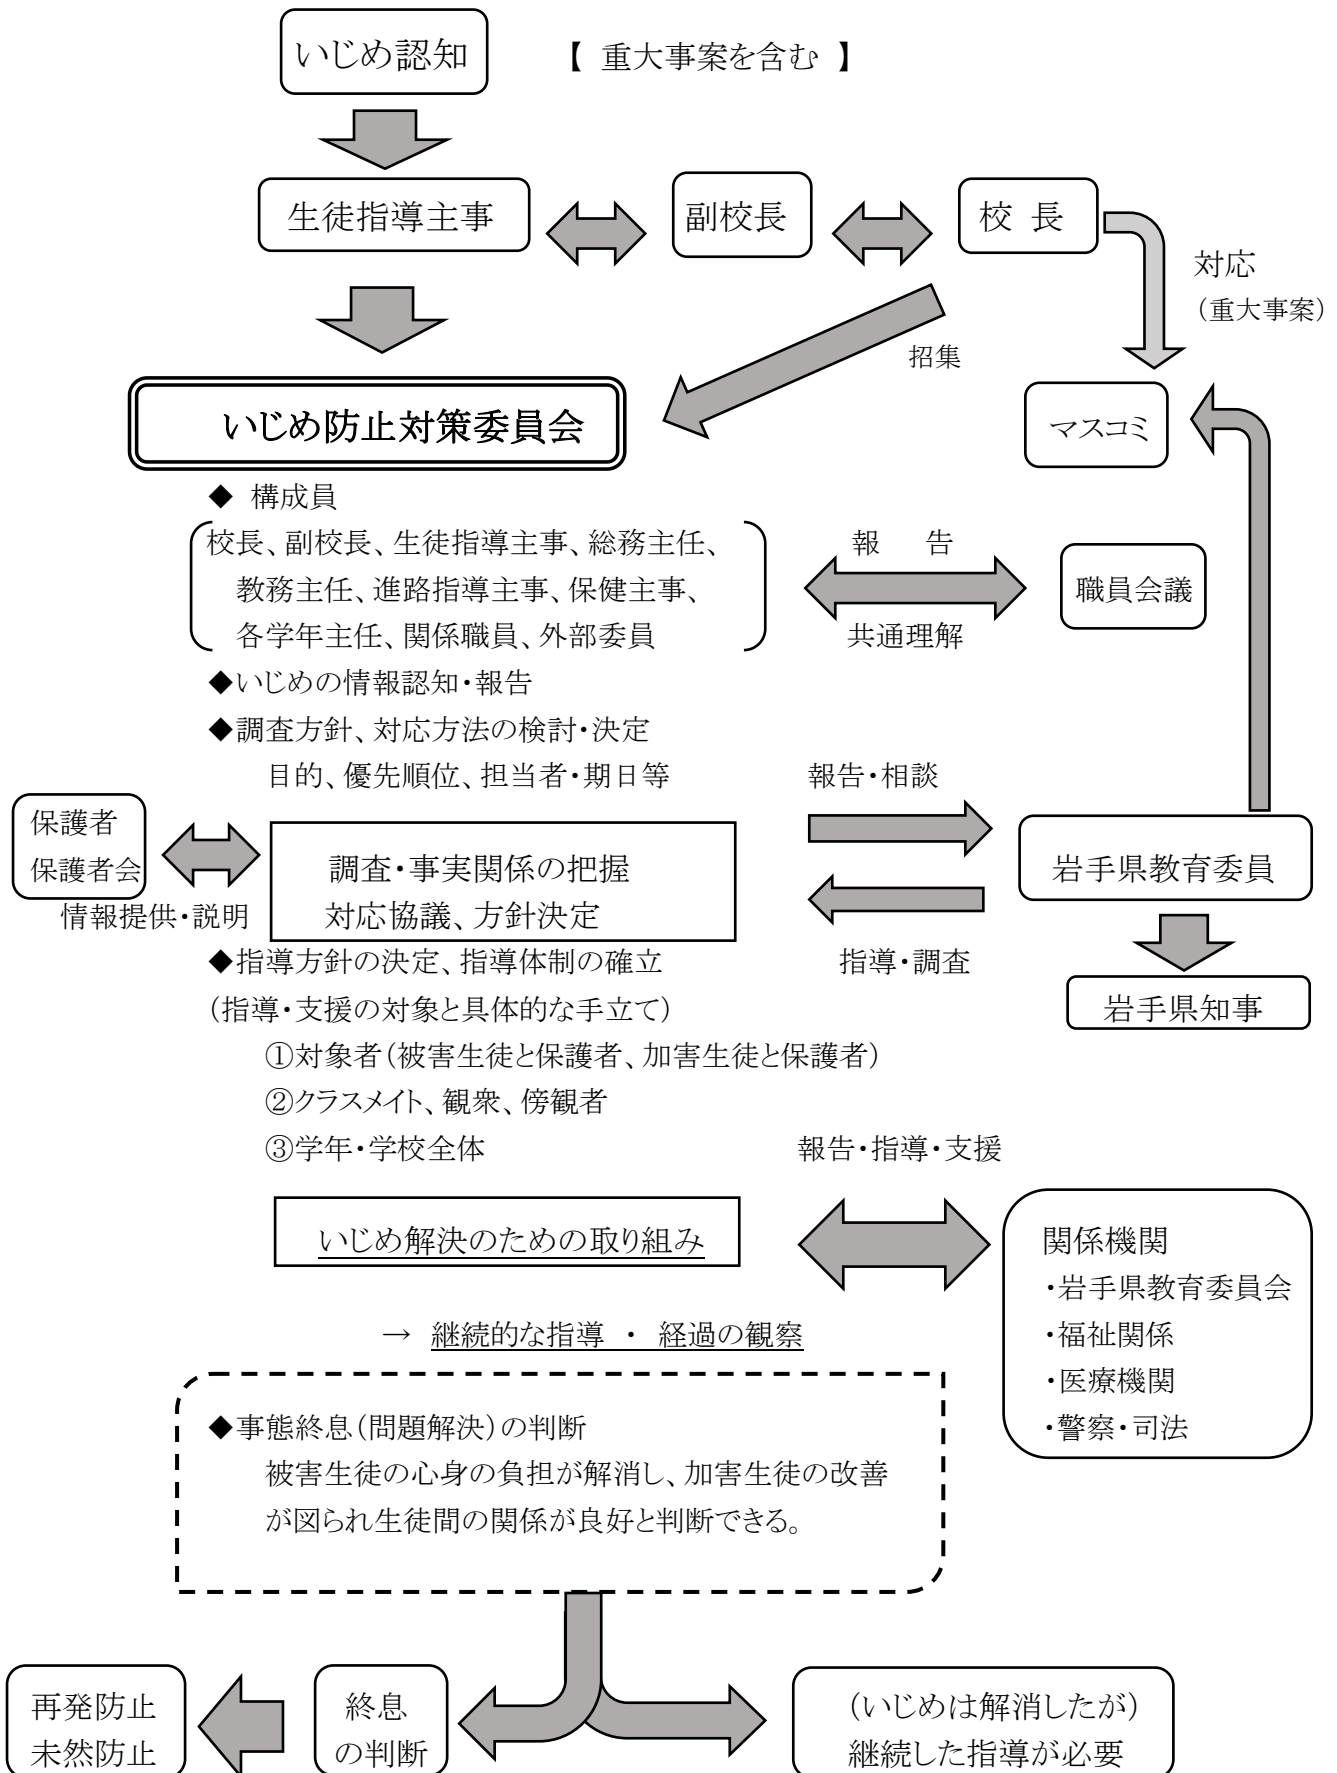 いじめ認知
【 重大事案を含む 】
生徒指導主事
副校長
校 長
対応
（重大事案）
招集
いじめ防止対策委員会
マスコミ
◆ 構成員
校長、副校長、生徒指導主事、総務主任、
教務主任、進路指導主事、保健主事、
各学年主任、関係職員、外部委員
報 告
共通理解
職員会議
◆いじめの情報認知・報告
◆調査方針、対応方法の検討・決定
目的、優先順位、担当者・期日等
報告・相談
保護者
保護者会
情報提供・説明
調査・事実関係の把握
対応協議、方針決定
岩手県教育委員
指導・調査
岩手県知事
◆指導方針の決定、指導体制の確立
（指導・支援の対象と具体的な手立て）
①対象者（被害生徒と保護者、加害生徒と保護者）
②クラスメイト、観衆、傍観者
③学年・学校全体
報告・指導・支援
いじめ解決のための取り組み
関係機関
・岩手県教育委員会
・福祉関係
・医療機関
・警察・司法
→ 継続的な指導 ・ 経過の観察
◆事態終息（問題解決）の判断
被害生徒の心身の負担が解消し、加害生徒の改善
が図られ生徒間の関係が良好と判断できる。
再発防止
未然防止
終息
の判断
（いじめは解消したが）
継続した指導が必要